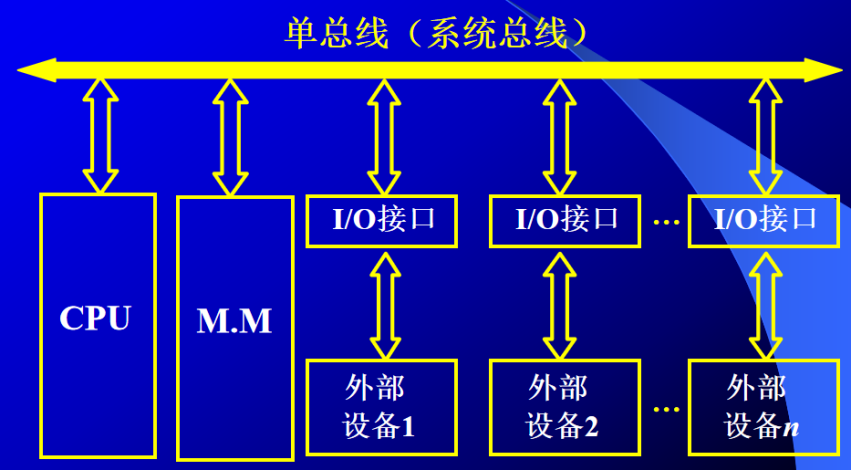 单总线（系统总线）
I/O接口
I/O接口
...
I/O接口
CPU
M.M
外部
设备1
外部
设备2
...
外部
设备n